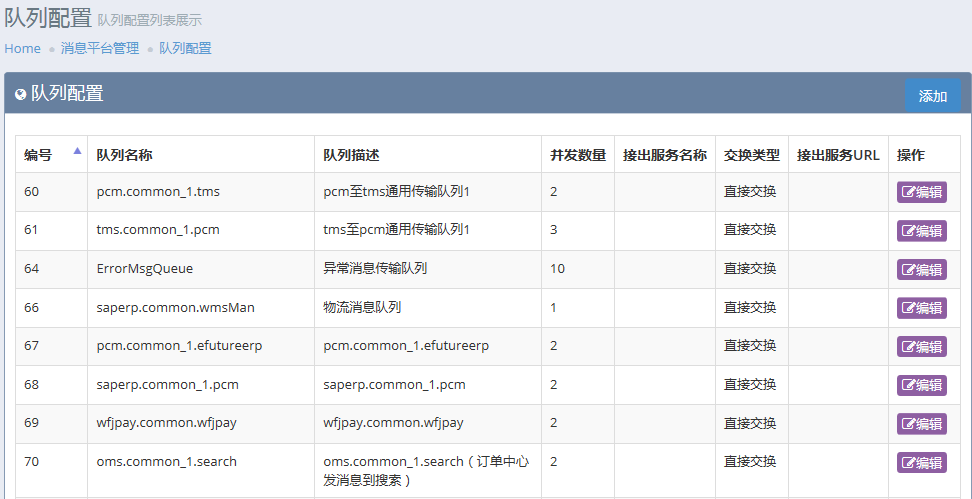 队列配置 队列配置列表展示
Home 消息平台管理 队列配置
队列配置 添加
编号 队列名称 队列描述 并发数量 接出服务名称 交换类型 接出服务URL 操作
60 pcm.common_1.tms pcm至tms通用传输队列1 2 直接交换 编辑
61 tms.common_1.pcm tms至pcm通用传输队列1 3 直接交换 编辑
64 ErrorMsgQueue 异常消息传输队列 10 直接交换 编辑
66 saperp.common.wmsMan 物流消息队列 1 直接交换 编辑
67 pcm.common_1.efutureerp pcm.common_1.efutureerp 2 直接交换 编辑
68 saperp.common_1.pcm saperp.common_1.pcm 2 直接交换 编辑
69 wfjpay.common.wfjpay wfjpay.common.wfjpay 2 直接交换 编辑
70 oms.common_1.search oms.common_1.search（订单中心 2 直接交换 编辑
发消息到搜索）